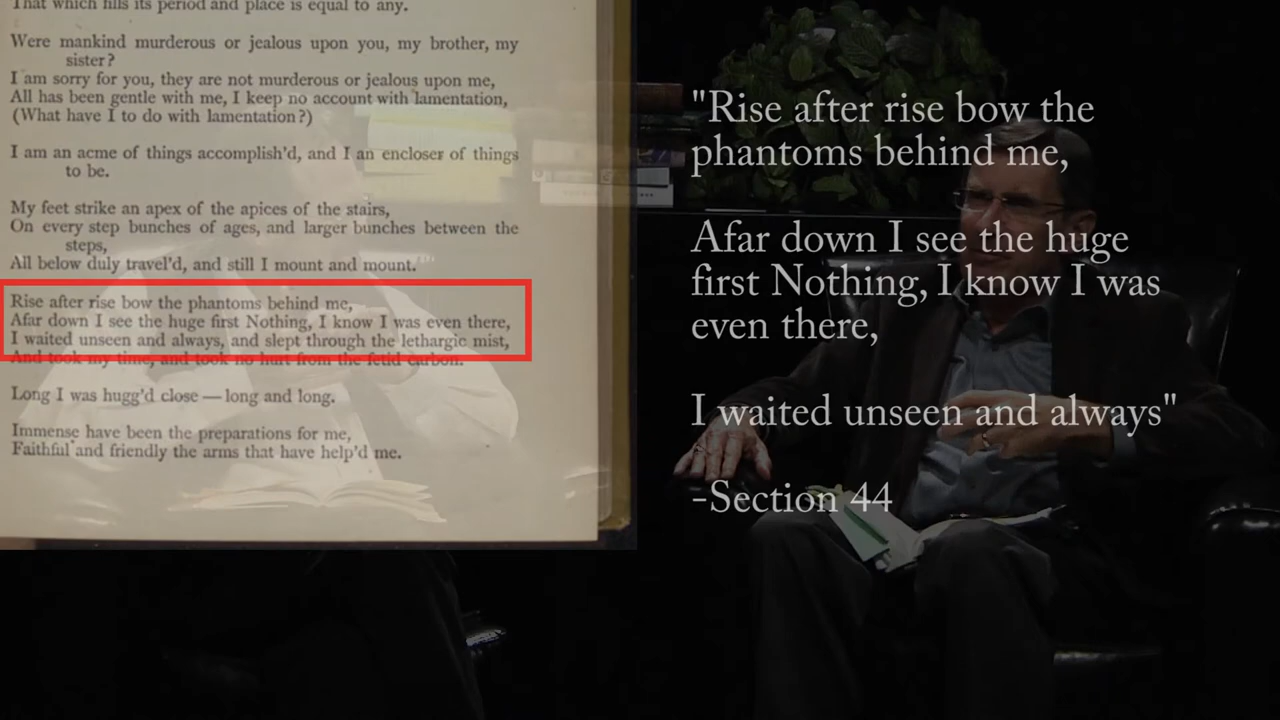 That which fills its period and place is equal to any.
Were mankind murderous or jealous upon you, my brother, my
sister?
I am sorry for you, they are not murderous or jealous upon me,
All has been gentle with me, I keep no account with lamentation,
(What have I to do with lamentation?)
I am an acme of things accomplish'd, and I an encloser of things
to be.
My feet strike an apex of the apices of the stairs,
On every step bunches of ages, and larger bunches between the
steps,
All below duly travel'd, and still I mount and mount.
Rise after rise bow the phantoms behind me,
Afar down I see the huge first Nothing, I know I was even there,
I waited unseen and always, and slept through the lethargic mist,
And took my time, and took no hurt from the fetid carbon.
Long I was hugg'd close — long and long.
Immense have been the preparations for me,
Faithful and friendly the arms that have help'd me.
"Rise after rise bow the
phantoms behind me,
Afar down I see the huge
first Nothing, I know I was
even there,
I waited unseen and always"
-Section 44